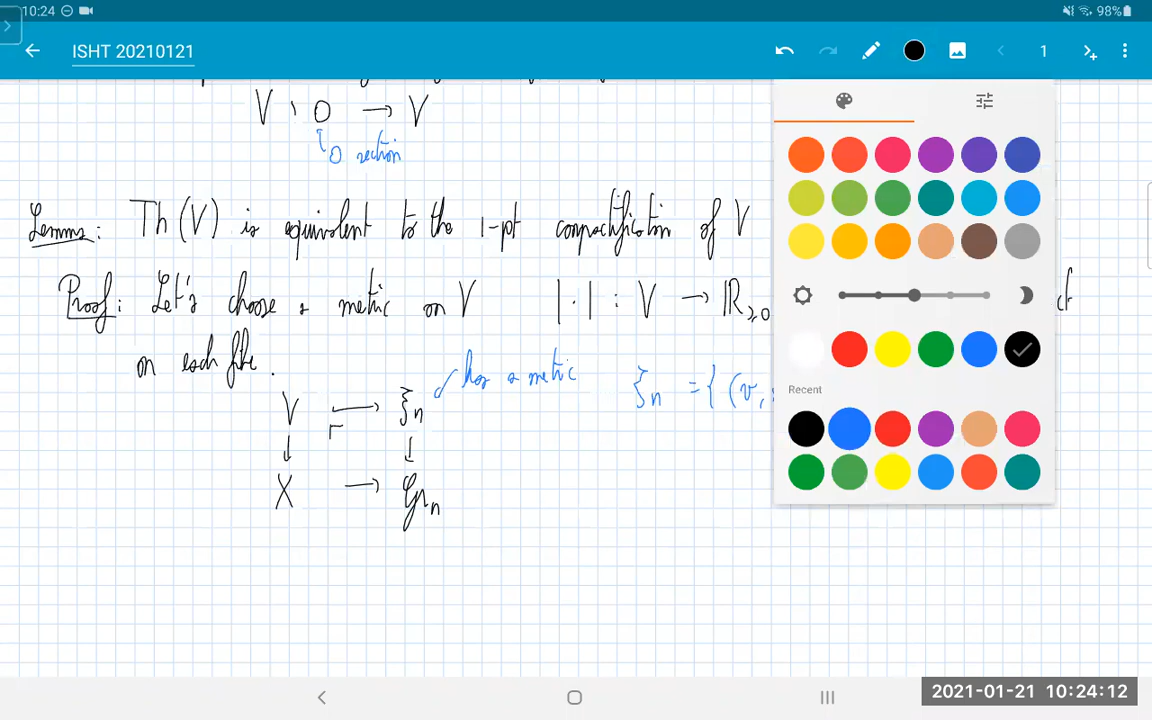 10:24
98%
ISHT 20210121
1
V \ 0 → V
0 section
Lemma: Th(V) is equivalent to the 1-pt compactification of V
Proof: Let's choose a metric on V |·| : V → ℝ≥0
on each fibre.
has a metric
ξn = { (v,
V ⟼ ξn
↓ ↓
X → Grn
Recent
2021-01-21 10:24:12